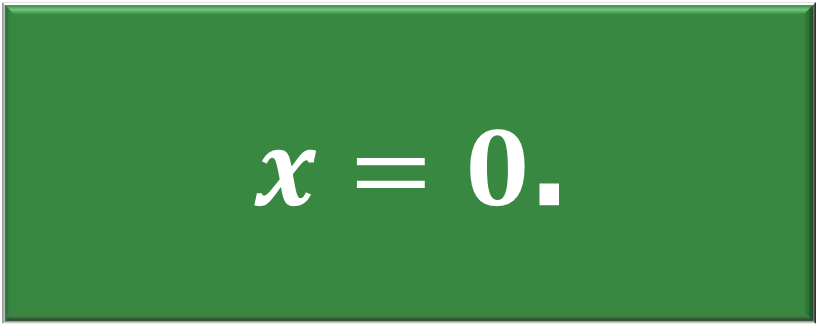 x = 0.